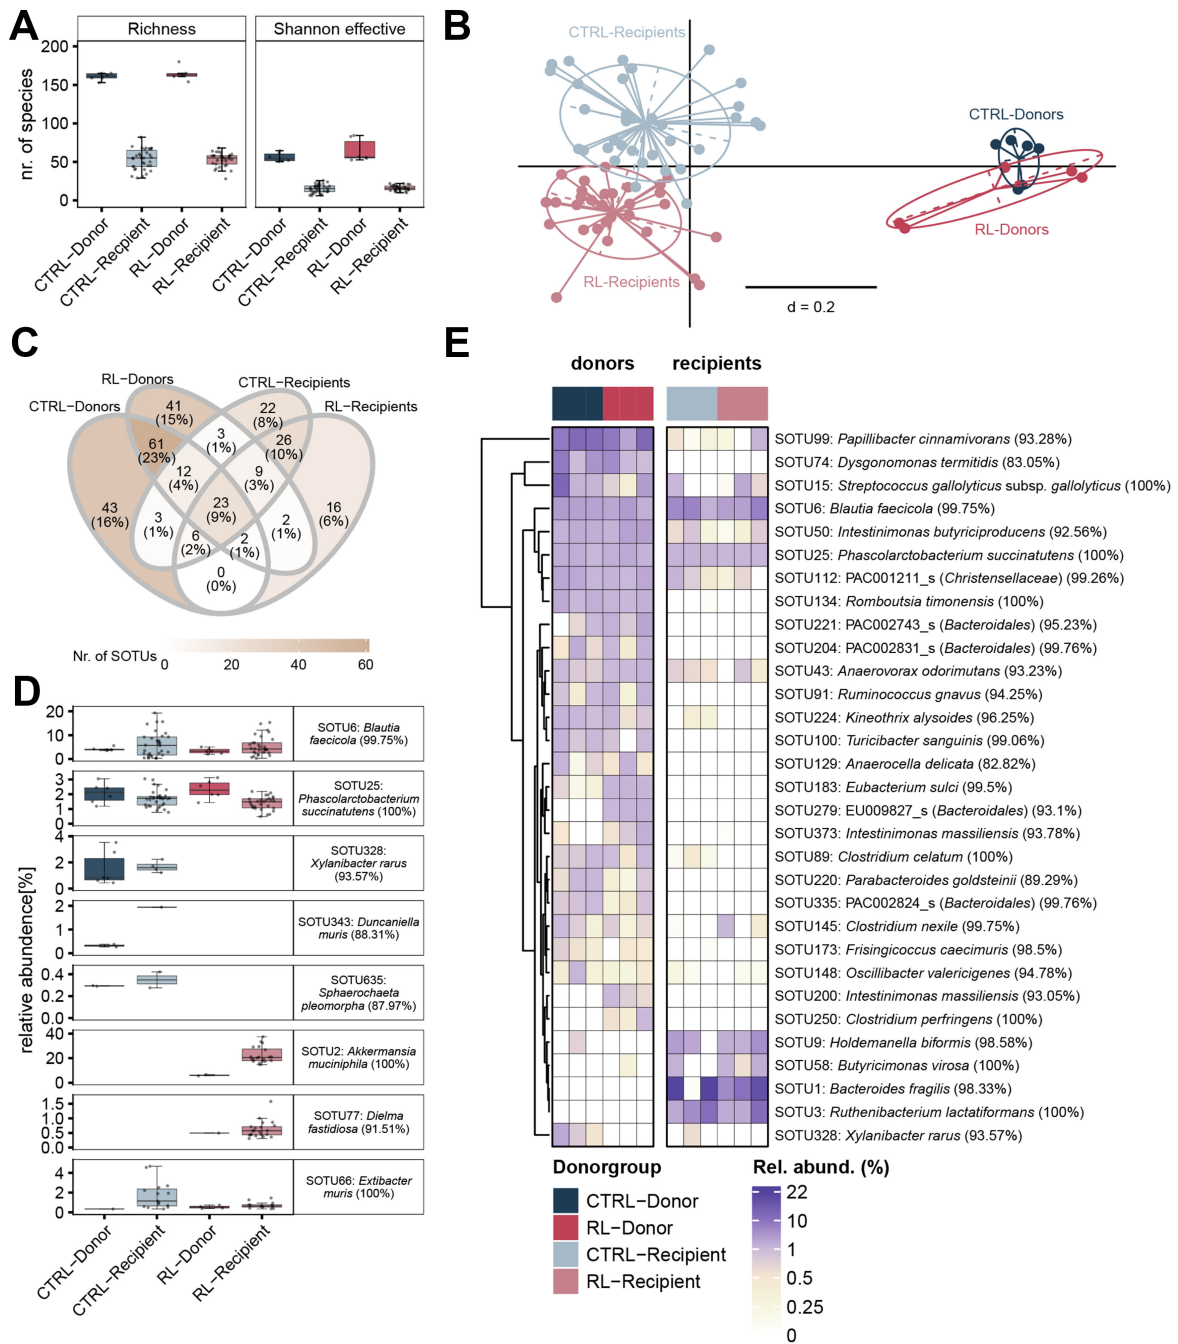 A
Richness
Shannon effective
nr. of species
200
150
100
50
0
CTRL−Donor
CTRL−Recipient
RL−Donor
RL−Recipient
CTRL−Donor
CTRL−Recipient
RL−Donor
RL−Recipient
B
CTRL-Recipients
CTRL-Donors
RL-Donors
RL-Recipients
d = 0.2
C
RL−Donors
CTRL−Recipients
CTRL−Donors
RL−Recipients
41
(15%)
22
(8%)
61
(23%)
3
(1%)
26
(10%)
12
(4%)
9
(3%)
43
(16%)
23
(9%)
16
(6%)
3
(1%)
2
(1%)
6
(2%)
2
(1%)
0
(0%)
Nr. of SOTUs
0
20
40
60
D
relative abundance[%]
20
10
0
SOTU6: Blautia
faecicola (99.75%)
3
2
1
0
SOTU25:
Phascolarctobacterium
succinatutens (100%)
4
2
0
SOTU328:
Xylanibacter rarus
(93.57%)
2
1
0
SOTU343: Duncaniella
muris (88.31%)
0.4
0.2
0.0
SOTU635:
Sphaerochaeta
pleomorpha (87.97%)
40
20
0
SOTU2: Akkermansia
muciniphila (100%)
1.5
1.0
0.5
0.0
SOTU77: Dielma
fastidiosa (91.51%)
4
2
0
SOTU66: Extibacter
muris (100%)
CTRL−Donor
CTRL−Recipient
RL−Donor
RL−Recipient
E
donors
recipients
SOTU99: Papillibacter cinnamivorans (93.28%)
SOTU74: Dysgonomonas termitidis (83.05%)
SOTU15: Streptococcus gallolyticus subsp. gallolyticus (100%)
SOTU6: Blautia faecicola (99.75%)
SOTU50: Intestinimonas butyriciproducens (92.56%)
SOTU25: Phascolarctobacterium succinatutens (100%)
SOTU112: PAC001211_s (Christensellaceae) (99.26%)
SOTU134: Romboutsia timonensis (100%)
SOTU221: PAC002743_s (Bacteroidales) (95.23%)
SOTU204: PAC002831_s (Bacteroidales) (99.76%)
SOTU43: Anaerovorax odorimutans (93.23%)
SOTU91: Ruminococcus gnavus (94.25%)
SOTU224: Kineothrix alysoides (96.25%)
SOTU100: Turicibacter sanguinis (99.06%)
SOTU129: Anaerocella delicata (82.82%)
SOTU183: Eubacterium sulci (99.5%)
SOTU279: EU009827_s (Bacteroidales) (93.1%)
SOTU373: Intestinimonas massiliensis (93.78%)
SOTU89: Clostridium celatum (100%)
SOTU220: Parabacteroides goldsteinii (89.29%)
SOTU335: PAC002824_s (Bacteroidales) (99.76%)
SOTU145: Clostridium nexile (99.75%)
SOTU173: Frisingicoccus caecimuris (98.5%)
SOTU148: Oscillibacter valericigenes (94.78%)
SOTU200: Intestinimonas massiliensis (93.05%)
SOTU250: Clostridium perfringens (100%)
SOTU9: Holdemanella biformis (98.58%)
SOTU58: Butyricimonas virosa (100%)
SOTU1: Bacteroides fragilis (98.33%)
SOTU3: Ruthenibacterium lactatiformans (100%)
SOTU328: Xylanibacter rarus (93.57%)
Donorgroup
CTRL−Donor
RL−Donor
CTRL−Recipient
RL−Recipient
Rel. abund. (%)
22
10
1
0.5
0.25
0